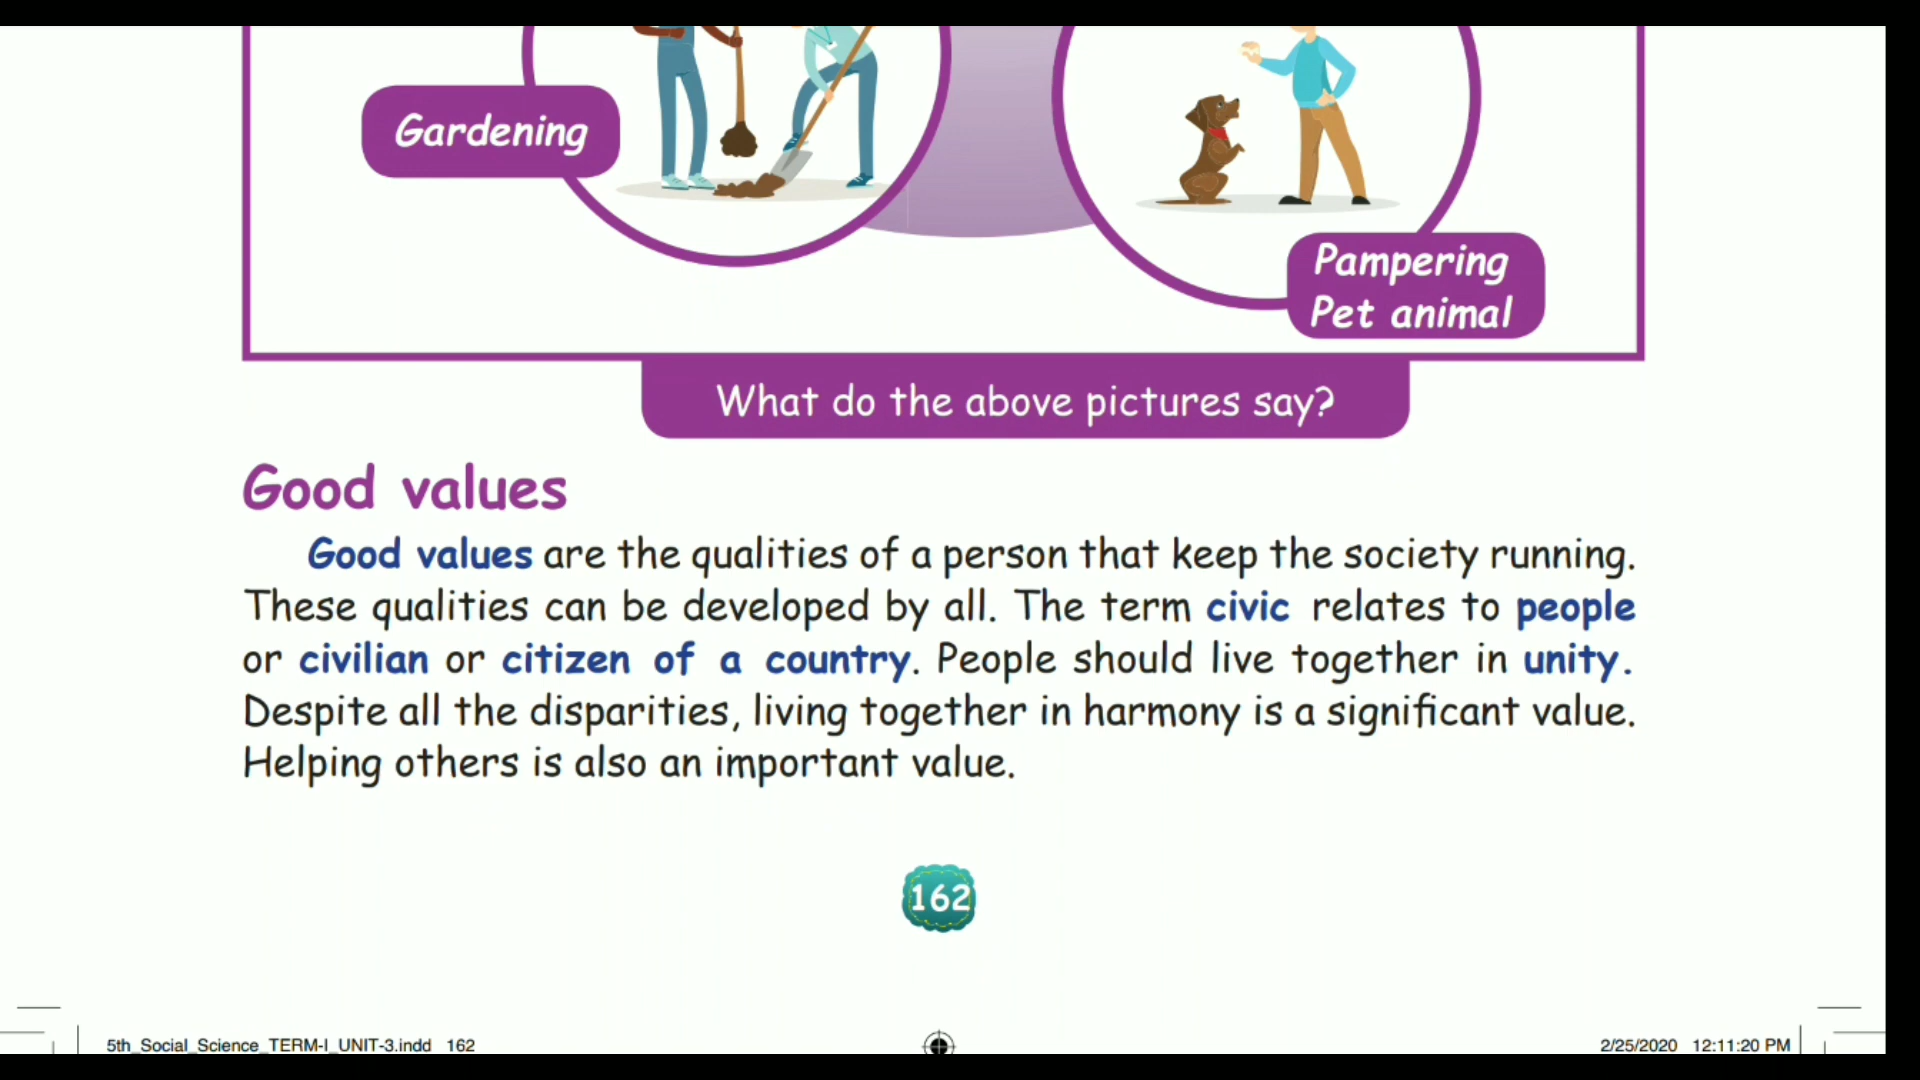 Gardening
Pampering
Pet animal
What do the above pictures say?
Good values
Good values are the qualities of a person that keep the society running.
These qualities can be developed by all. The term civic relates to people
or civilian or citizen of a country. People should live together in unity.
Despite all the disparities, living together in harmony is a significant value.
Helping others is also an important value.
162
5th_Social_Science_TERM-I_UNIT-3.indd 162
2/25/2020 12:11:20 PM